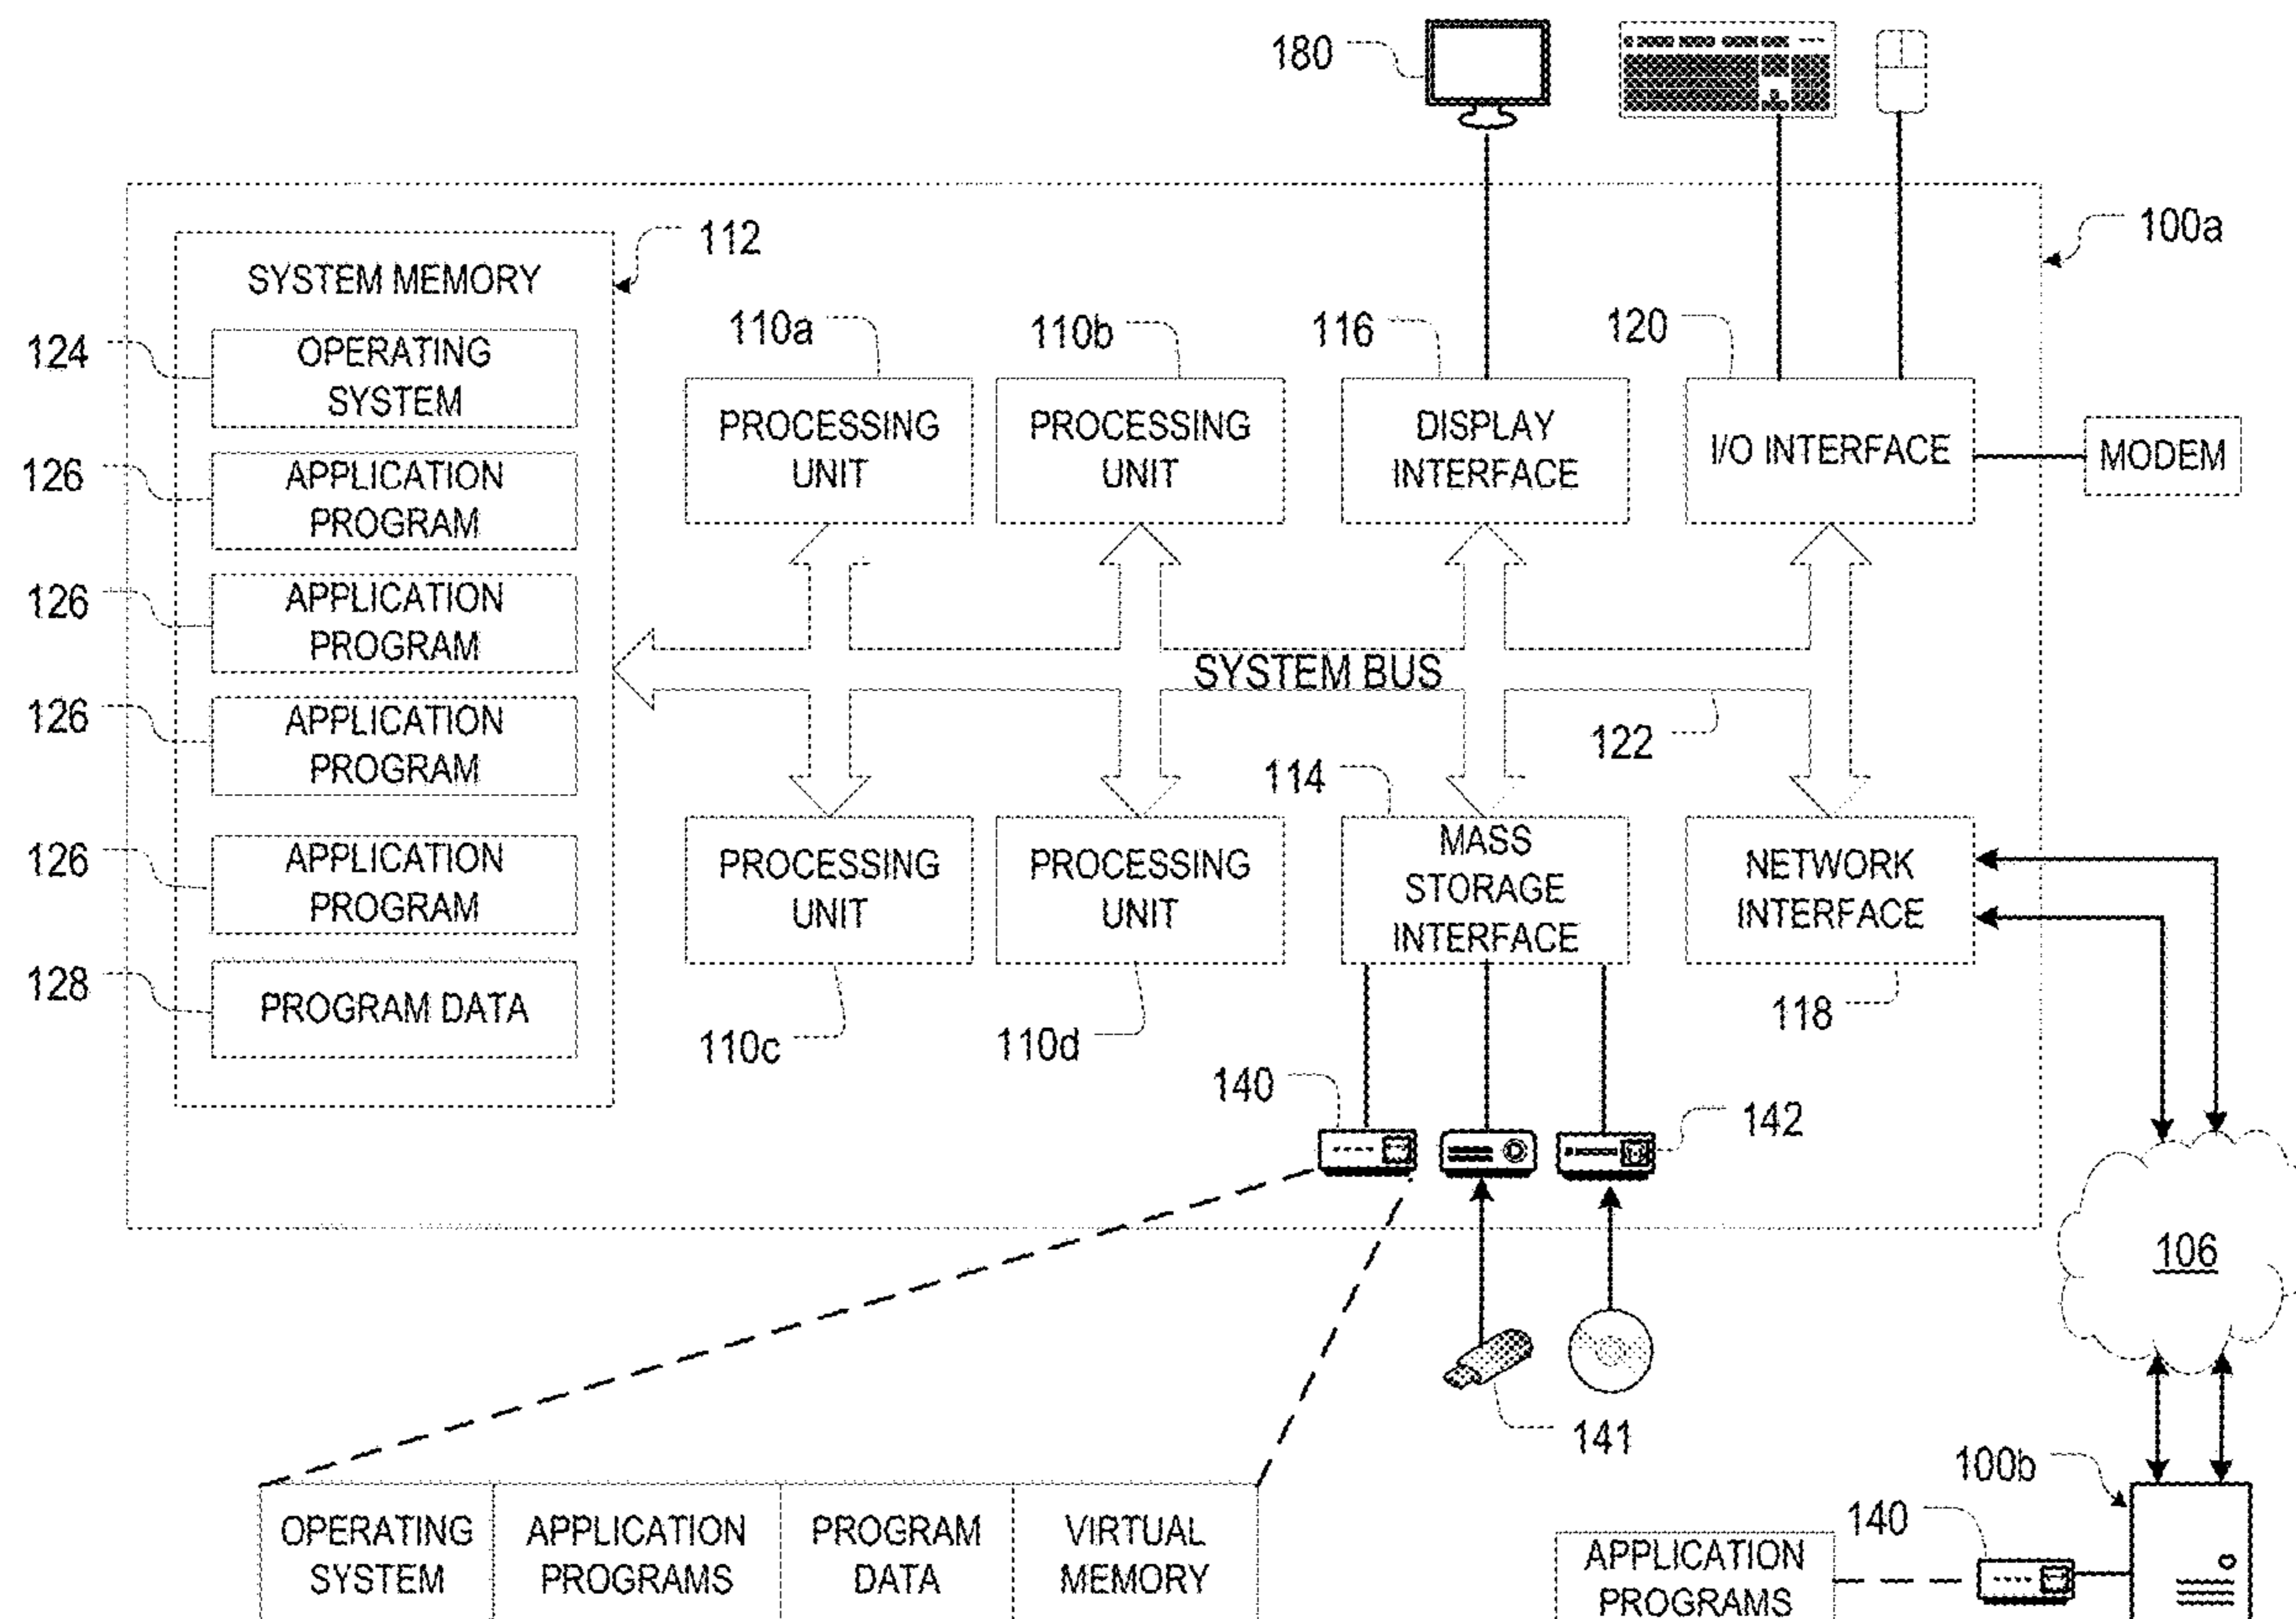 180
100a
112
SYSTEM MEMORY
124
OPERATING
SYSTEM
126
APPLICATION
PROGRAM
126
APPLICATION
PROGRAM
126
APPLICATION
PROGRAM
126
APPLICATION
PROGRAM
128
PROGRAM DATA
110a
PROCESSING
UNIT
110b
PROCESSING
UNIT
116
DISPLAY
INTERFACE
120
I/O INTERFACE
MODEM
SYSTEM BUS
122
PROCESSING
UNIT
110c
PROCESSING
UNIT
110d
114
MASS
STORAGE
INTERFACE
NETWORK
INTERFACE
118
140
142
106
141
OPERATING
SYSTEM
APPLICATION
PROGRAMS
PROGRAM
DATA
VIRTUAL
MEMORY
100b
140
APPLICATION
PROGRAMS